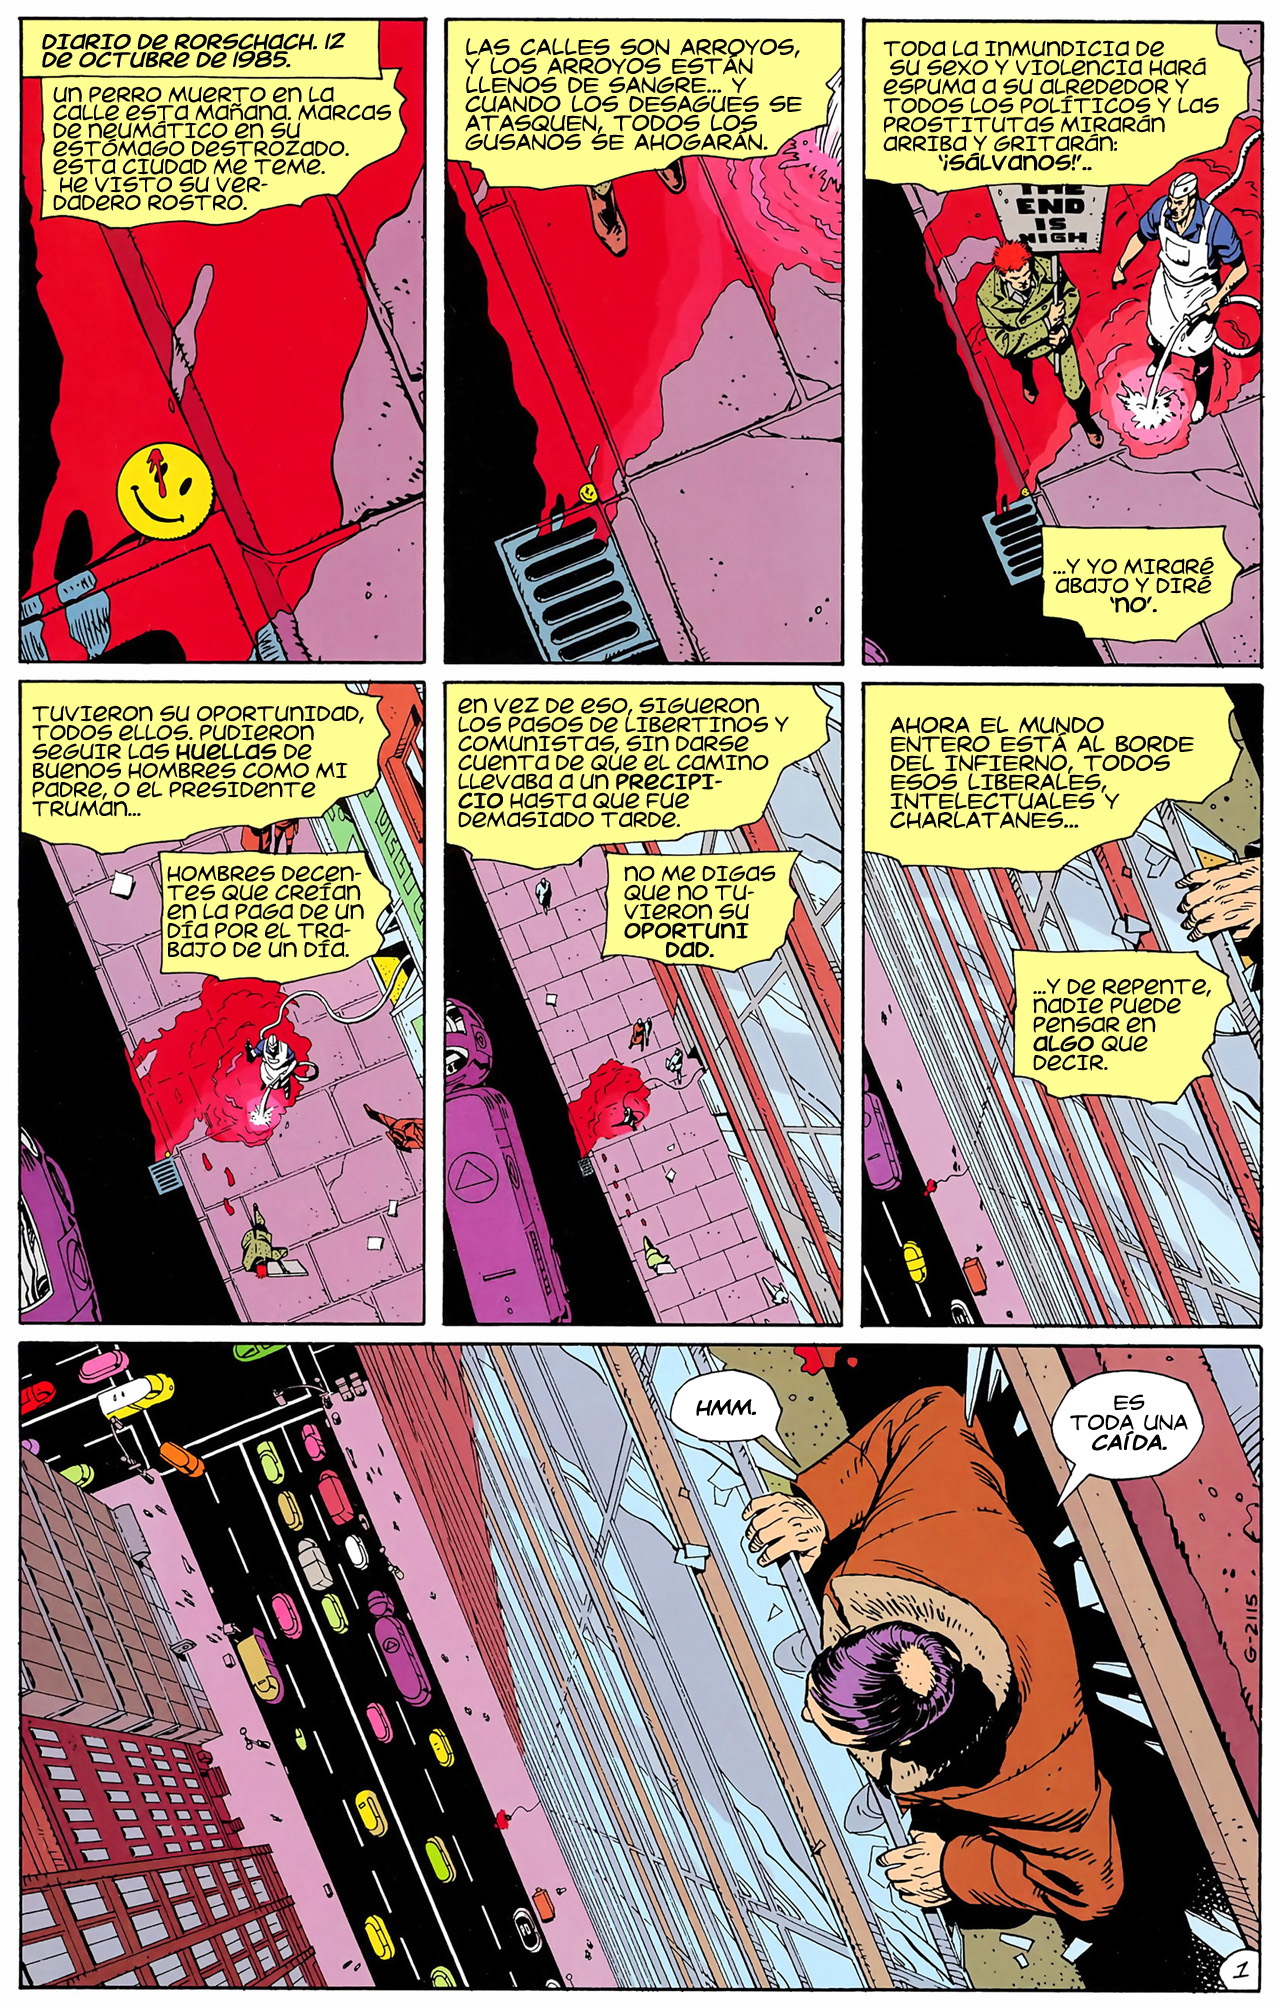 DIARIO DE RORSCHACH. 12
DE OCTUBRE DE 1985.
UN PERRO MUERTO EN LA
CALLE ESTA MAÑANA. MARCAS
DE NEUMÁTICO EN SU
ESTÓMAGO DESTROZADO.
ESTA CIUDAD ME TEME.
HE VISTO SU VER-
DADERO ROSTRO.
LAS CALLES SON ARROYOS,
Y LOS ARROYOS ESTÁN
LLENOS DE SANGRE... Y
CUANDO LOS DESAGÜES SE
ATASQUEN, TODOS LOS
GUSANOS SE AHOGARÁN.
TODA LA INMUNDICIA DE
SU SEXO Y VIOLENCIA HARÁ
ESPUMA A SU ALREDEDOR Y
TODOS LOS POLÍTICOS Y LAS
PROSTITUTAS MIRARÁN
ARRIBA Y GRITARÁN:
'¡SÁLVANOS!'..
THE
END
IS
NIGH
...Y YO MIRARÉ
ABAJO Y DIRÉ
'NO'.
TUVIERON SU OPORTUNIDAD,
TODOS ELLOS. PUDIERON
SEGUIR LAS HUELLAS DE
BUENOS HOMBRES COMO MI
PADRE, O EL PRESIDENTE
TRUMAN...
HOMBRES DECEN-
TES QUE CREÍAN
EN LA PAGA DE UN
DÍA POR EL TRA-
BAJO DE UN DÍA.
EN VEZ DE ESO, SIGUERON
LOS PASOS DE LIBERTINOS Y
COMUNISTAS, SIN DARSE
CUENTA DE QUE EL CAMINO
LLEVABA A UN PRECIPI-
CIO HASTA QUE FUE
DEMASIADO TARDE.
NO ME DIGAS
QUE NO TU-
VIERON SU
OPORTUNI
DAD.
AHORA EL MUNDO
ENTERO ESTÁ AL BORDE
DEL INFIERNO, TODOS
ESOS LIBERALES,
INTELECTUALES Y
CHARLATANES...
...Y DE REPENTE,
NADIE PUEDE
PENSAR EN
ALGO QUE
DECIR.
HMM.
ES
TODA UNA
CAÍDA.
G-2115
1